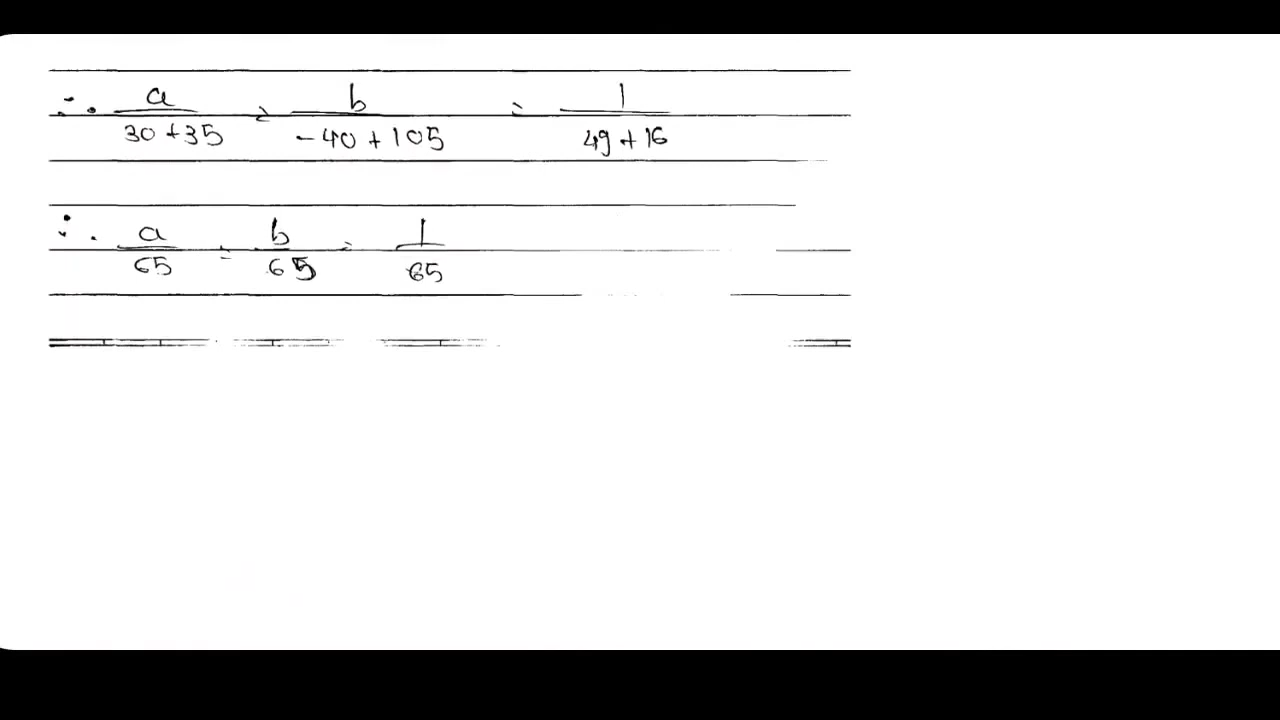 ∴ a/(30+35) = b/(-40+105) = 1/(49+16)
∴ a/65 = b/65 = 1/65